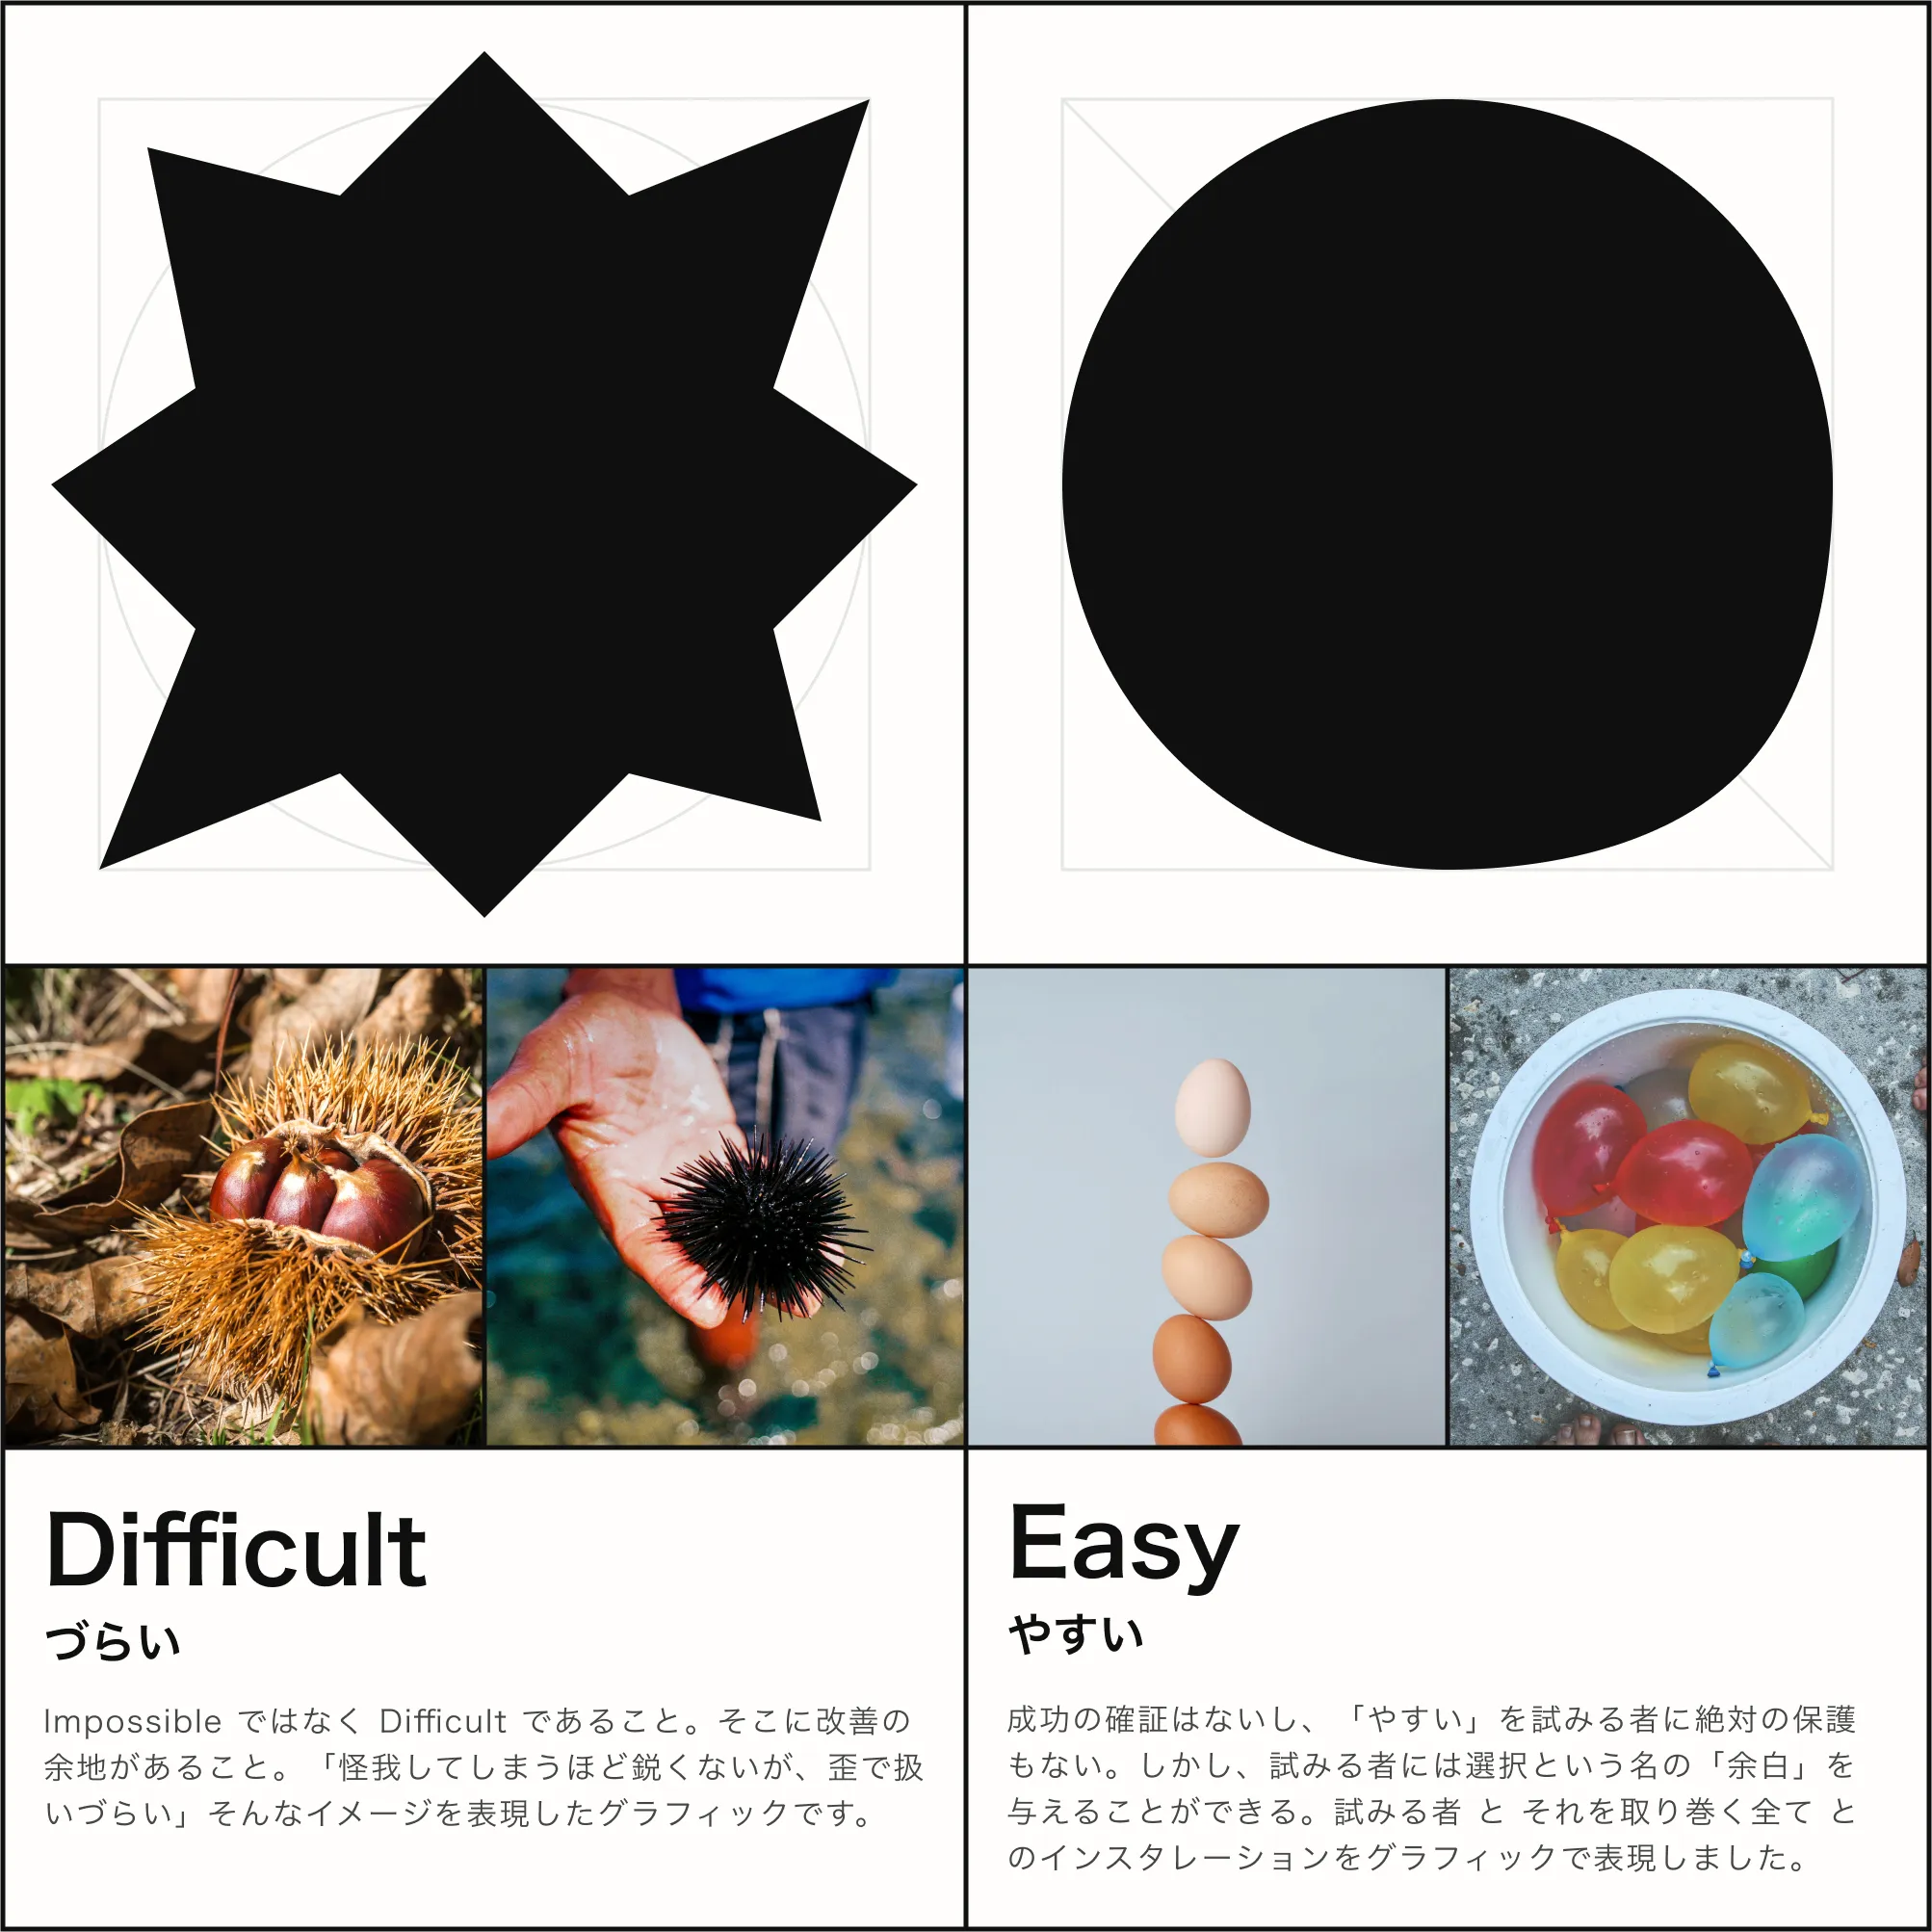 Difficult
づらい
Impossible ではなく Difficult であること。そこに改善の
余地があること。「怪我してしまうほど鋭くないが、歪で扱
いづらい」そんなイメージを表現したグラフィックです。
Easy
やすい
成功の確証はないし、「やすい」を試みる者に絶対の保護
もない。しかし、試みる者には選択という名の「余白」を
与えることができる。試みる者 と それを取り巻く全て と
のインスタレーションをグラフィックで表現しました。